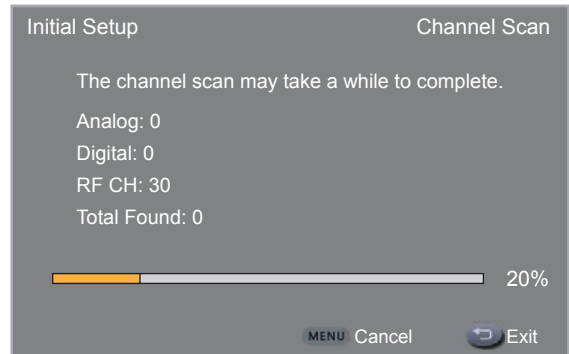 Initial Setup Channel Scan
The channel scan may take a while to complete.
Analog: 0
Digital: 0
RF CH: 30
Total Found: 0
20%
MENU Cancel Exit